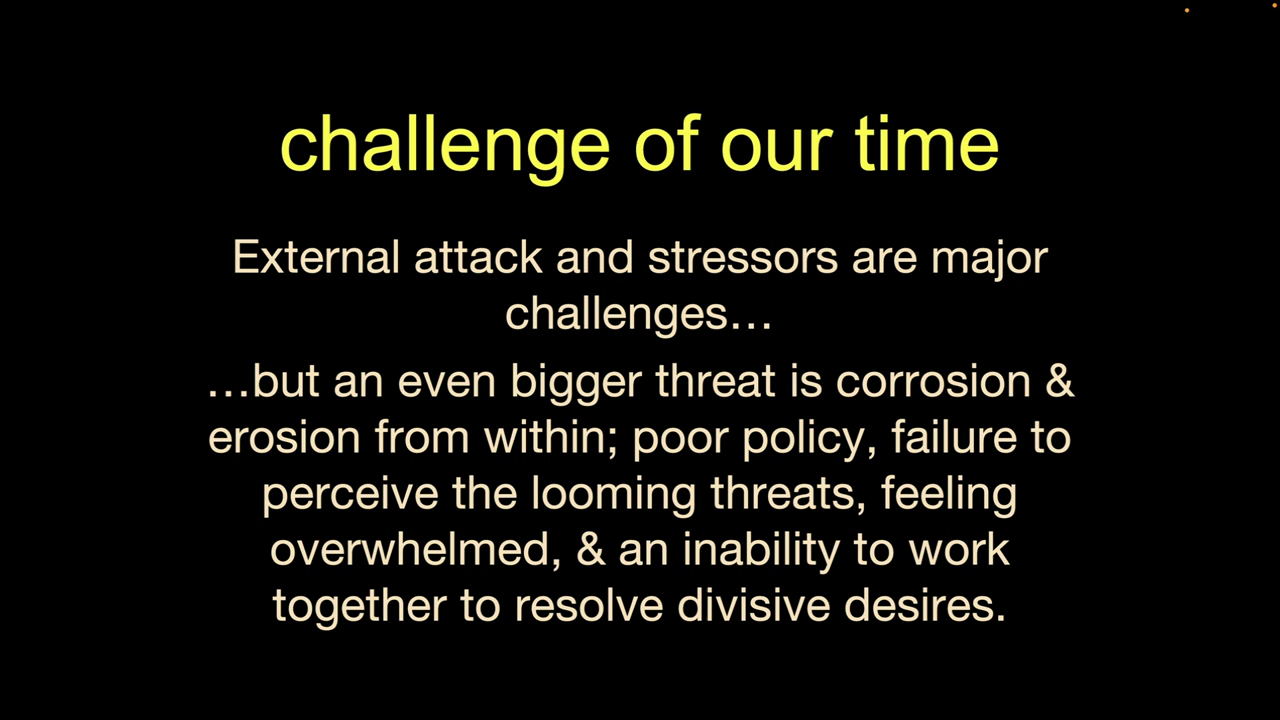 challenge of our time
External attack and stressors are major
challenges…
…but an even bigger threat is corrosion &
erosion from within; poor policy, failure to
perceive the looming threats, feeling
overwhelmed, & an inability to work
together to resolve divisive desires.